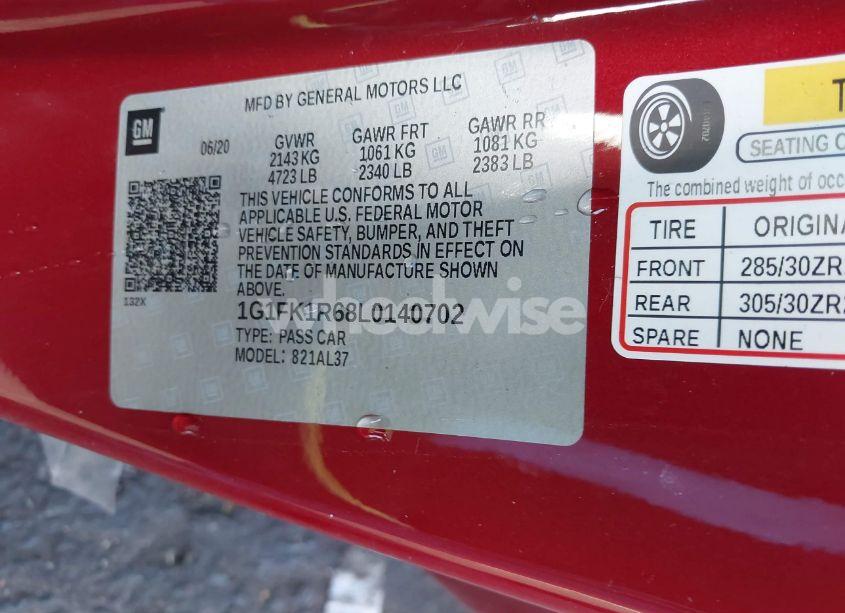 MFD BY GENERAL MOTORS LLC
GM
06/20
GVWR GAWR FRT GAWR RR
2143 KG 1061 KG 1081 KG
4723 LB 2340 LB 2383 LB
THIS VEHICLE CONFORMS TO ALL
APPLICABLE U.S. FEDERAL MOTOR
VEHICLE SAFETY, BUMPER, AND THEFT
PREVENTION STANDARDS IN EFFECT ON
THE DATE OF MANUFACTURE SHOWN
ABOVE.
132X
1G1FK1R68L0140702
TYPE: PASS CAR
MODEL: 821AL37
wheelwise
T
SEATING C
The combined weight of occ
TIRE ORIGINA
FRONT 285/30ZR
REAR 305/30ZR
SPARE NONE